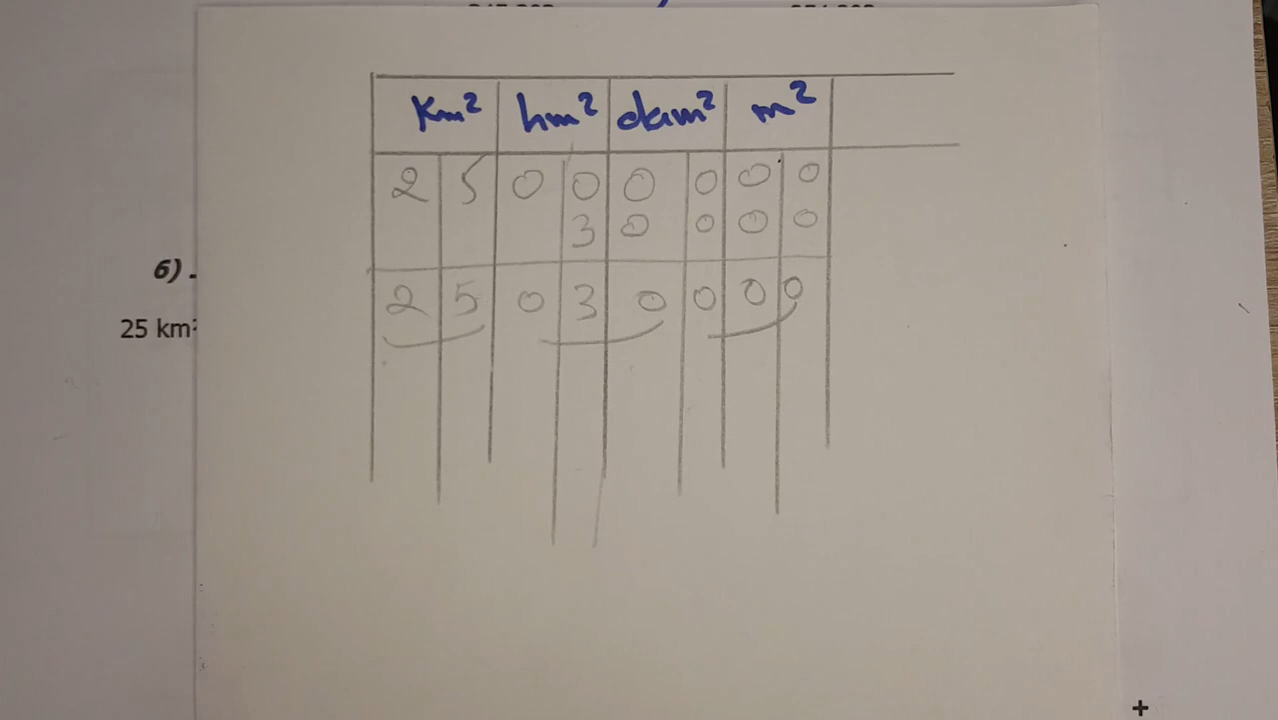 km² hm² dam² m²
2 5 0 0 0 0 0 0
3 0 0 0 0
6) .
2 5 0 3 0 0 0 0
25 km²
+